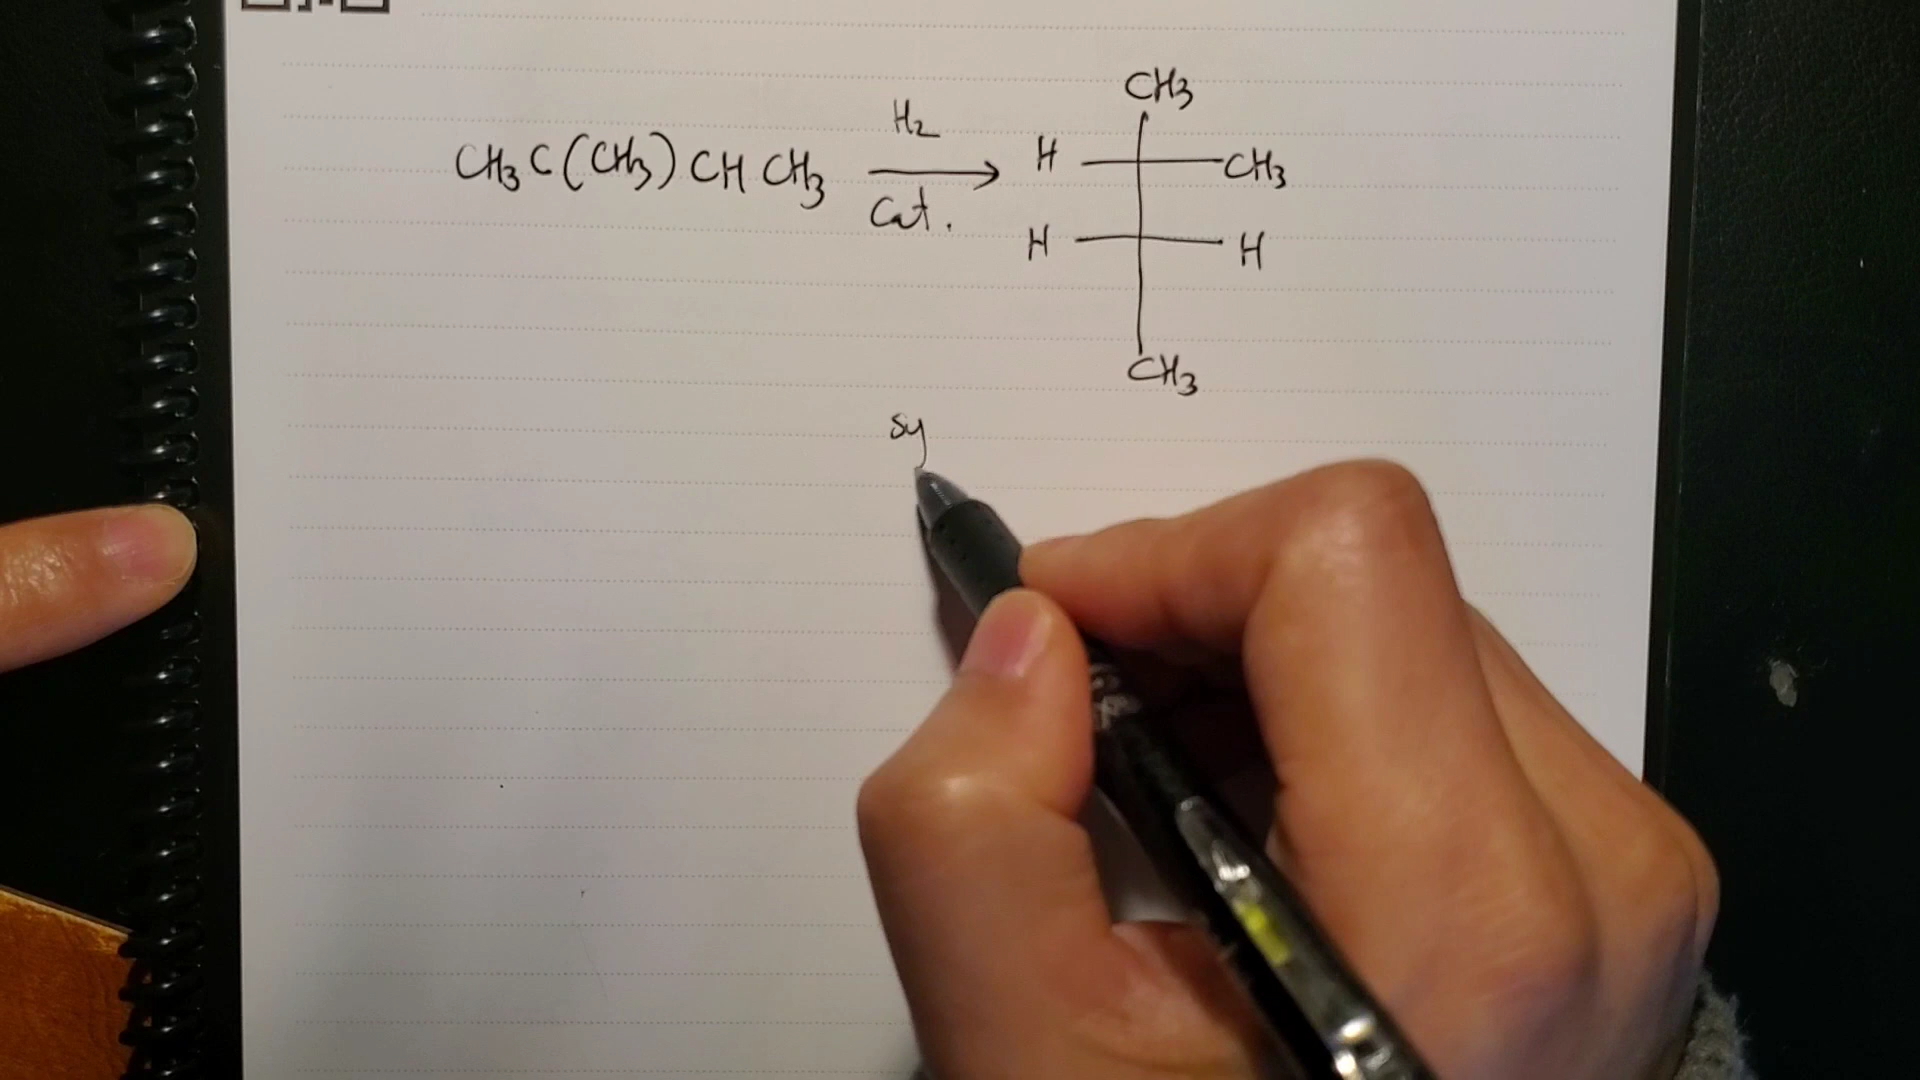 CH3
H2
CH3C(CH3)CHCH3 → H CH3
Cat.
H H
CH3
sy